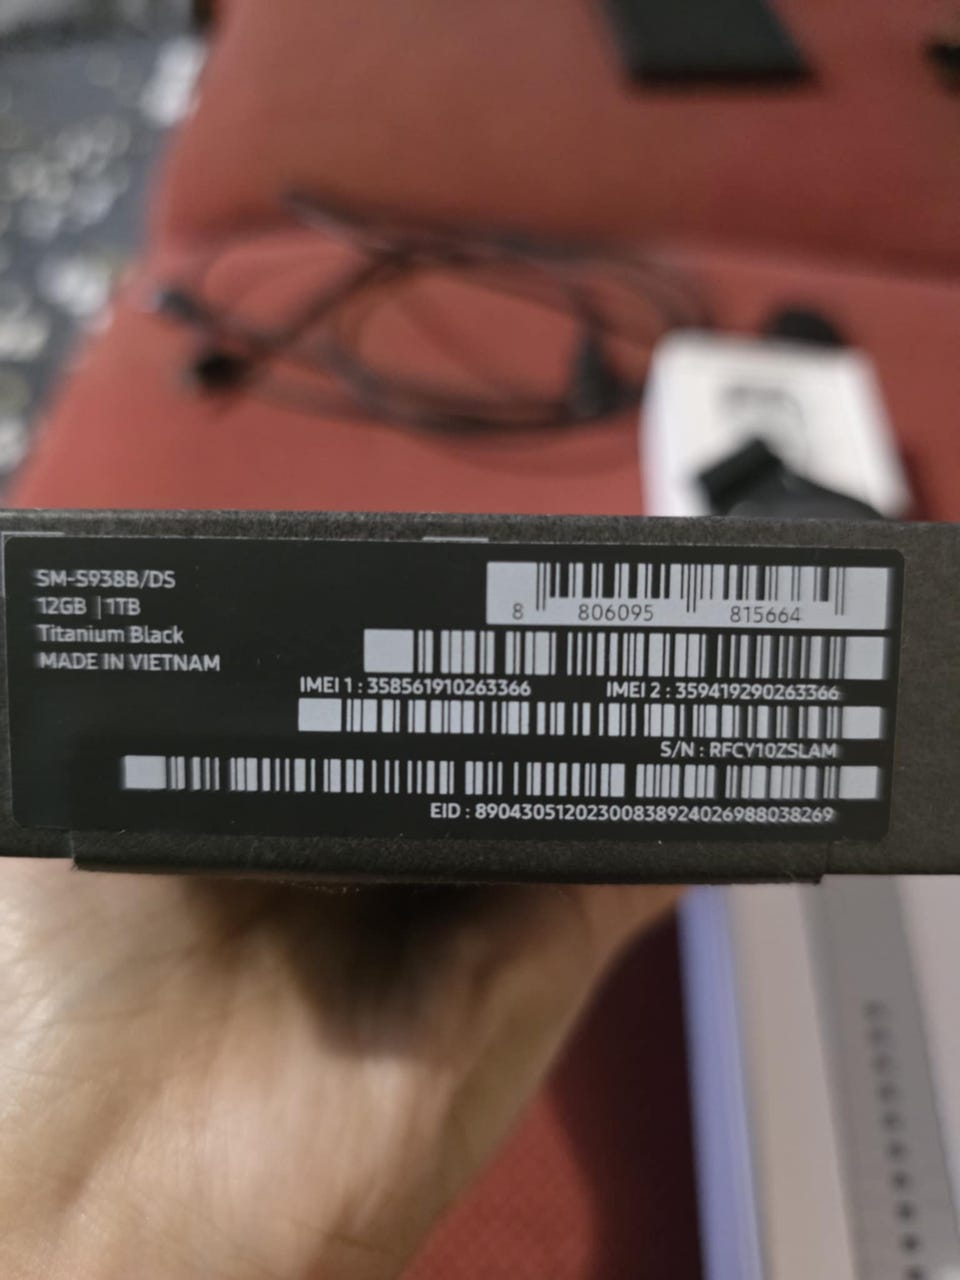 SM-S938B/DS
12GB | 1TB
Titanium Black
MADE IN VIETNAM
8 806095 815664
IMEI 1 : 358561910263366 IMEI 2 : 359419290263366
S/N : RFCY10ZSLAM
EID : 89043051202300838924026988038269